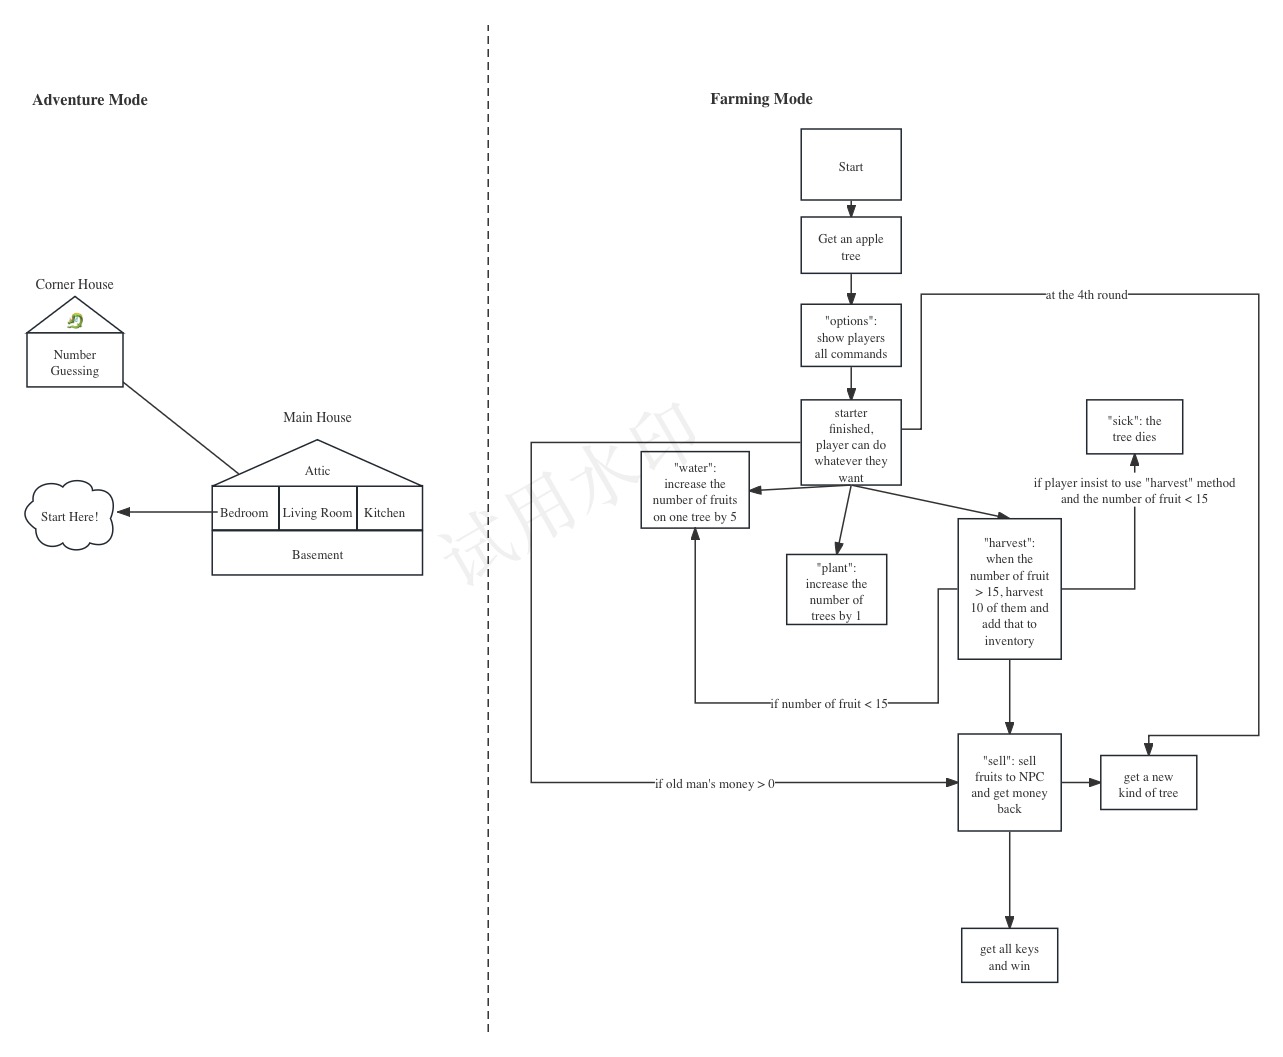 Adventure Mode
Corner House
Number
Guessing
Main House
Attic
Start Here!
Bedroom
Living Room
Kitchen
Basement
Farming Mode
Start
Get an apple
tree
"options":
show players
all commands
at the 4th round
starter
finished,
player can do
whatever they
want
"sick": the
tree dies
if player insist to use "harvest" method
and the number of fruit < 15
"water":
increase the
number of fruits
on one tree by 5
"plant":
increase the
number of
trees by 1
"harvest":
when the
number of fruit
> 15, harvest
10 of them and
add that to
inventory
if number of fruit < 15
if old man's money > 0
"sell": sell
fruits to NPC
and get money
back
get a new
kind of tree
get all keys
and win
试用水印